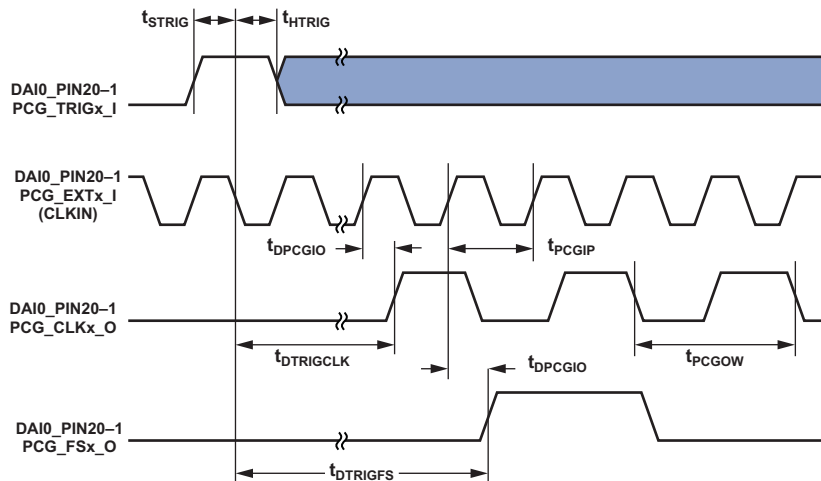 tSTRIG tHTRIG
DAI0_PIN20–1
PCG_TRIGx_I
DAI0_PIN20–1
PCG_EXTx_I
(CLKIN)
tDPCGIO tPCGIP
DAI0_PIN20–1
PCG_CLKx_O
tDTRIGCLK tDPCGIO tPCGOW
DAI0_PIN20–1
PCG_FSx_O
tDTRIGFS